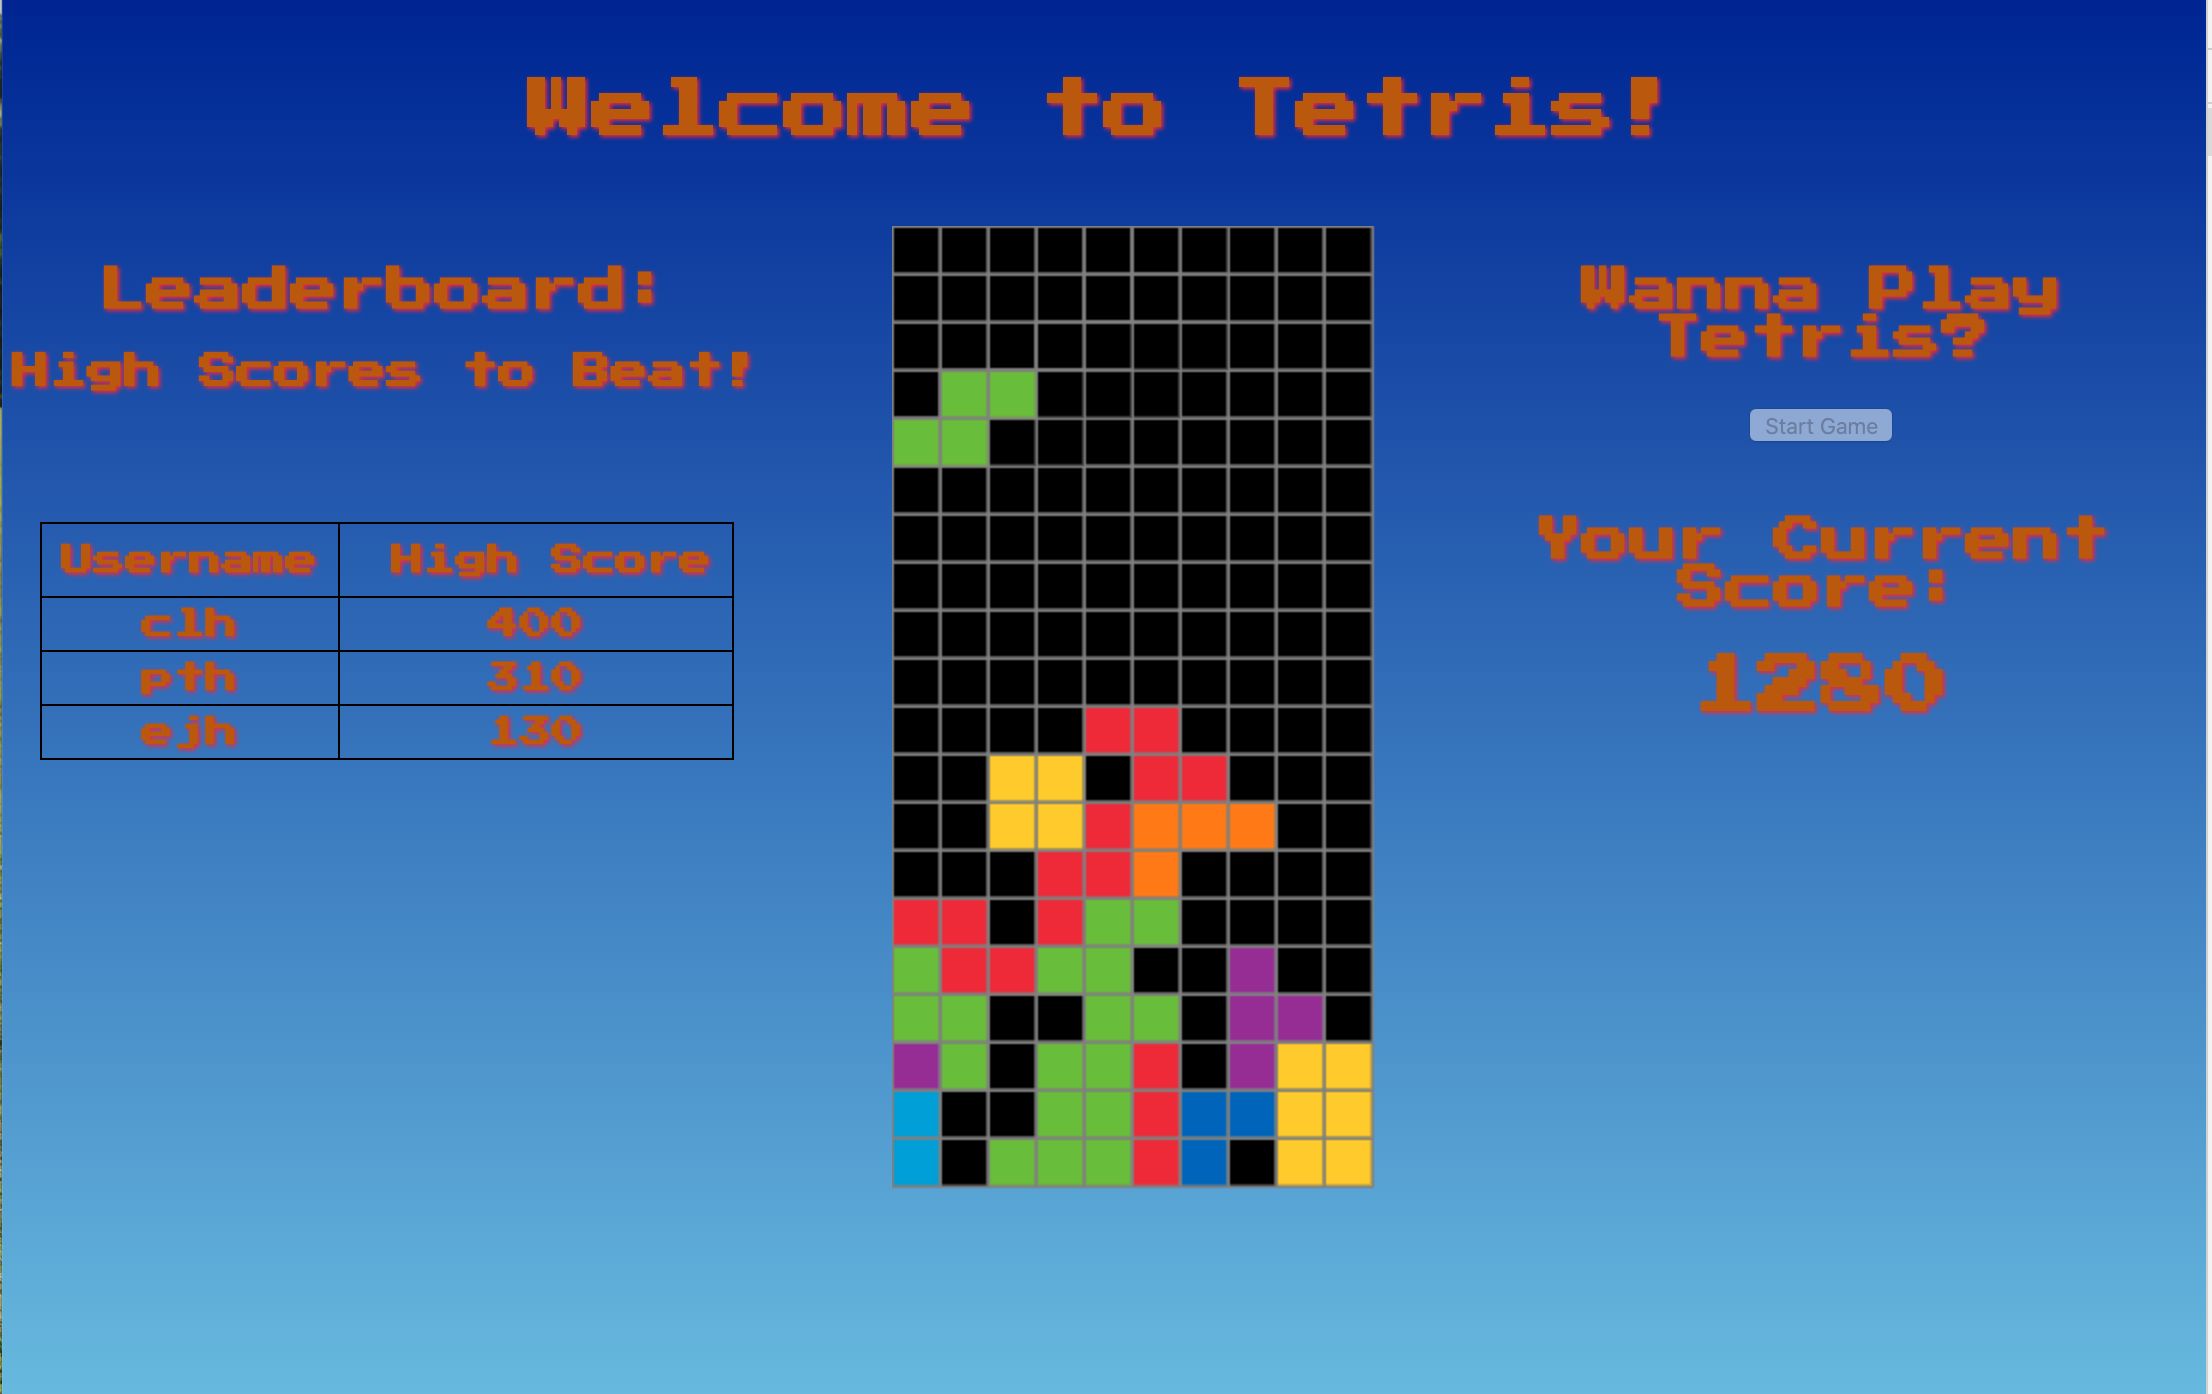 Welcome to Tetris!
Leaderboard:
High Scores to Beat!
Username High Score
clh 400
pth 310
ejh 130
Wanna Play
Tetris?
Start Game
Your Current
Score:
1280